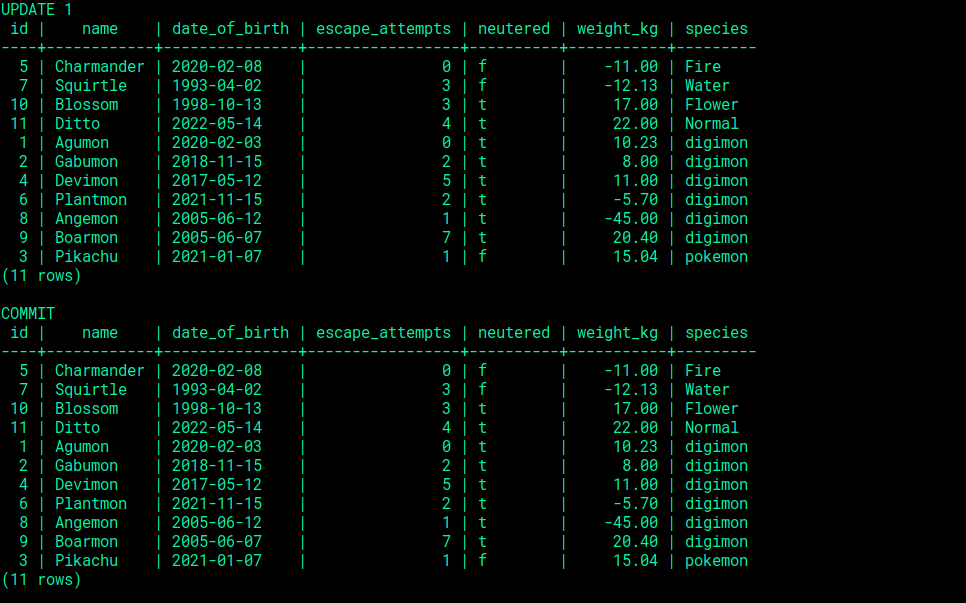 UPDATE 1
 id |    name    | date_of_birth | escape_attempts | neutered | weight_kg | species
----+------------+---------------+-----------------+----------+-----------+---------
  5 | Charmander | 2020-02-08    |               0 | f        |    -11.00 | Fire
  7 | Squirtle   | 1993-04-02    |               3 | f        |    -12.13 | Water
 10 | Blossom    | 1998-10-13    |               3 | t        |     17.00 | Flower
 11 | Ditto      | 2022-05-14    |               4 | t        |     22.00 | Normal
  1 | Agumon     | 2020-02-03    |               0 | t        |     10.23 | digimon
  2 | Gabumon    | 2018-11-15    |               2 | t        |      8.00 | digimon
  4 | Devimon    | 2017-05-12    |               5 | t        |     11.00 | digimon
  6 | Plantmon   | 2021-11-15    |               2 | t        |     -5.70 | digimon
  8 | Angemon    | 2005-06-12    |               1 | t        |    -45.00 | digimon
  9 | Boarmon    | 2005-06-07    |               7 | t        |     20.40 | digimon
  3 | Pikachu    | 2021-01-07    |               1 | f        |     15.04 | pokemon
(11 rows)

COMMIT
 id |    name    | date_of_birth | escape_attempts | neutered | weight_kg | species
----+------------+---------------+-----------------+----------+-----------+---------
  5 | Charmander | 2020-02-08    |               0 | f        |    -11.00 | Fire
  7 | Squirtle   | 1993-04-02    |               3 | f        |    -12.13 | Water
 10 | Blossom    | 1998-10-13    |               3 | t        |     17.00 | Flower
 11 | Ditto      | 2022-05-14    |               4 | t        |     22.00 | Normal
  1 | Agumon     | 2020-02-03    |               0 | t        |     10.23 | digimon
  2 | Gabumon    | 2018-11-15    |               2 | t        |      8.00 | digimon
  4 | Devimon    | 2017-05-12    |               5 | t        |     11.00 | digimon
  6 | Plantmon   | 2021-11-15    |               2 | t        |     -5.70 | digimon
  8 | Angemon    | 2005-06-12    |               1 | t        |    -45.00 | digimon
  9 | Boarmon    | 2005-06-07    |               7 | t        |     20.40 | digimon
  3 | Pikachu    | 2021-01-07    |               1 | f        |     15.04 | pokemon
(11 rows)